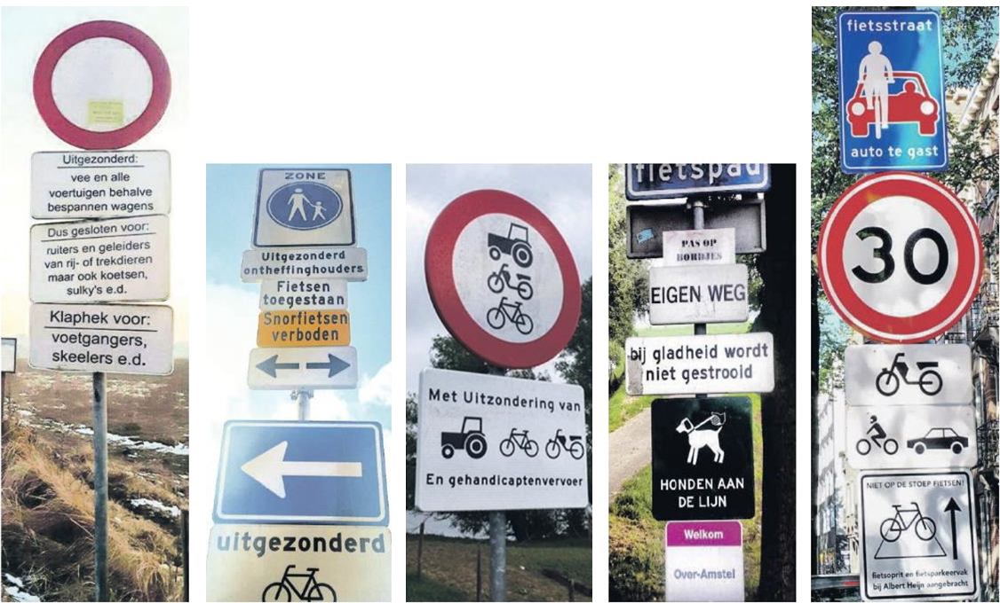 Uitgezonderd:
vee en alle
voertuigen behalve
bespannen wagens
Dus gesloten voor:
ruiters en geleiders
van rij- of trekdieren
maar ook koetsen,
sulky's e.d.
Klaphek voor:
voetgangers,
skeelers e.d.
ZONE
Uitgezonderd
ontheffinghouders
Fietsen
toegestaan
Snorfietsen
verboden
uitgezonderd
Met Uitzondering van
En gehandicaptenvervoer
fietspad
PAS OP
BORDJES
EIGEN WEG
bij gladheid wordt
niet gestrooid
HONDEN AAN
DE LIJN
Welkom
Over-Amstel
fietsstraat
auto te gast
30
NIET OP DE STOEP FIETSEN!
fietsoprit en fietsparkeervak
bij Albert Heijn aangebracht